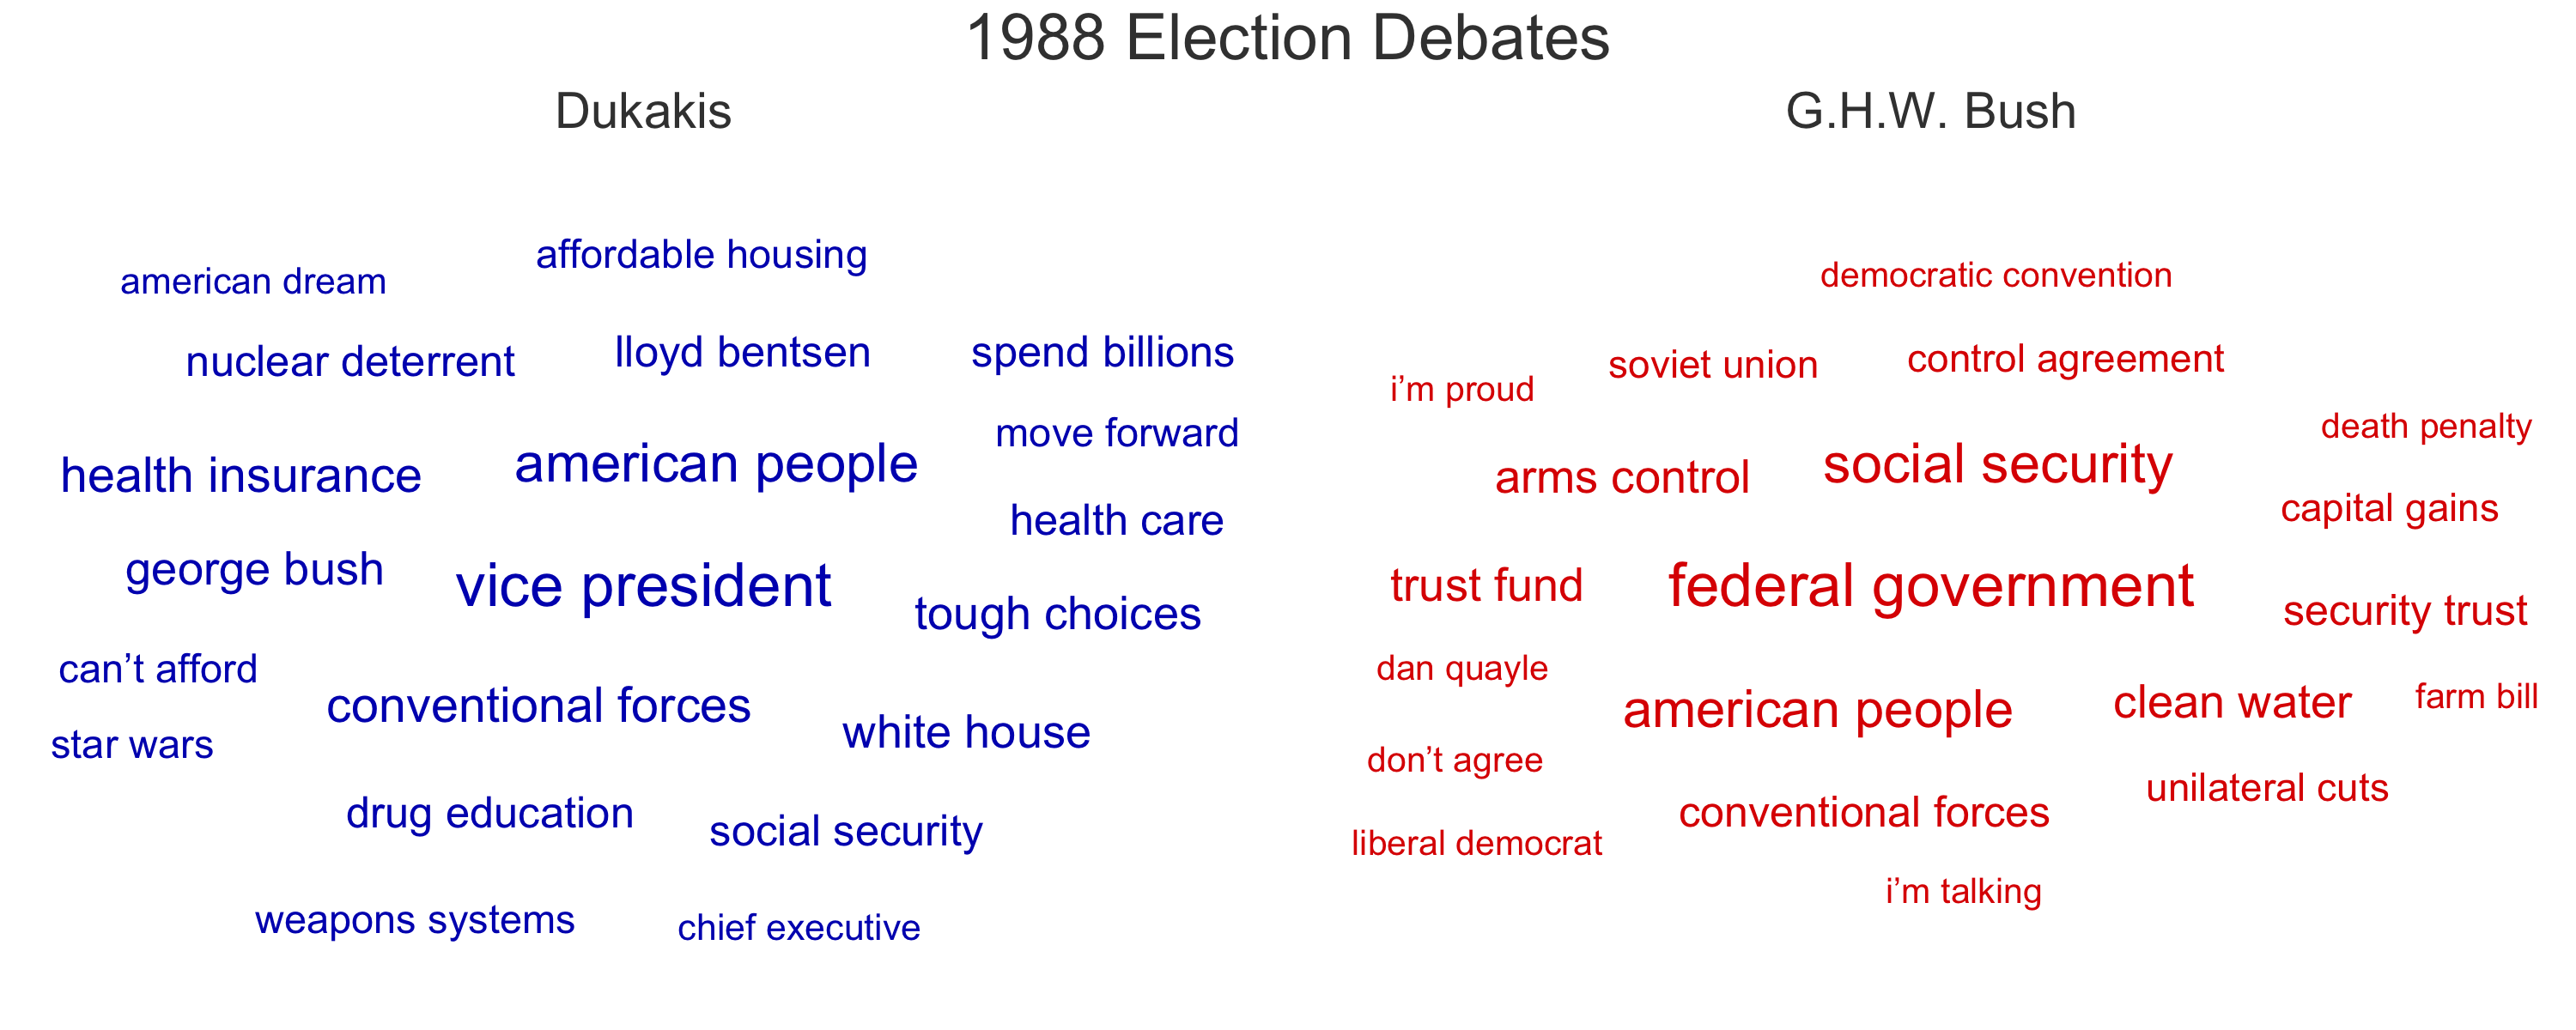 1988 Election Debates
Dukakis
affordable housing
american dream
nuclear deterrent
lloyd bentsen
spend billions
move forward
american people
health insurance
health care
george bush
vice president
tough choices
can’t afford
conventional forces
white house
star wars
drug education
social security
weapons systems
chief executive
G.H.W. Bush
democratic convention
soviet union
control agreement
i’m proud
death penalty
social security
arms control
capital gains
trust fund
federal government
security trust
dan quayle
american people
clean water
farm bill
don’t agree
unilateral cuts
conventional forces
liberal democrat
i’m talking